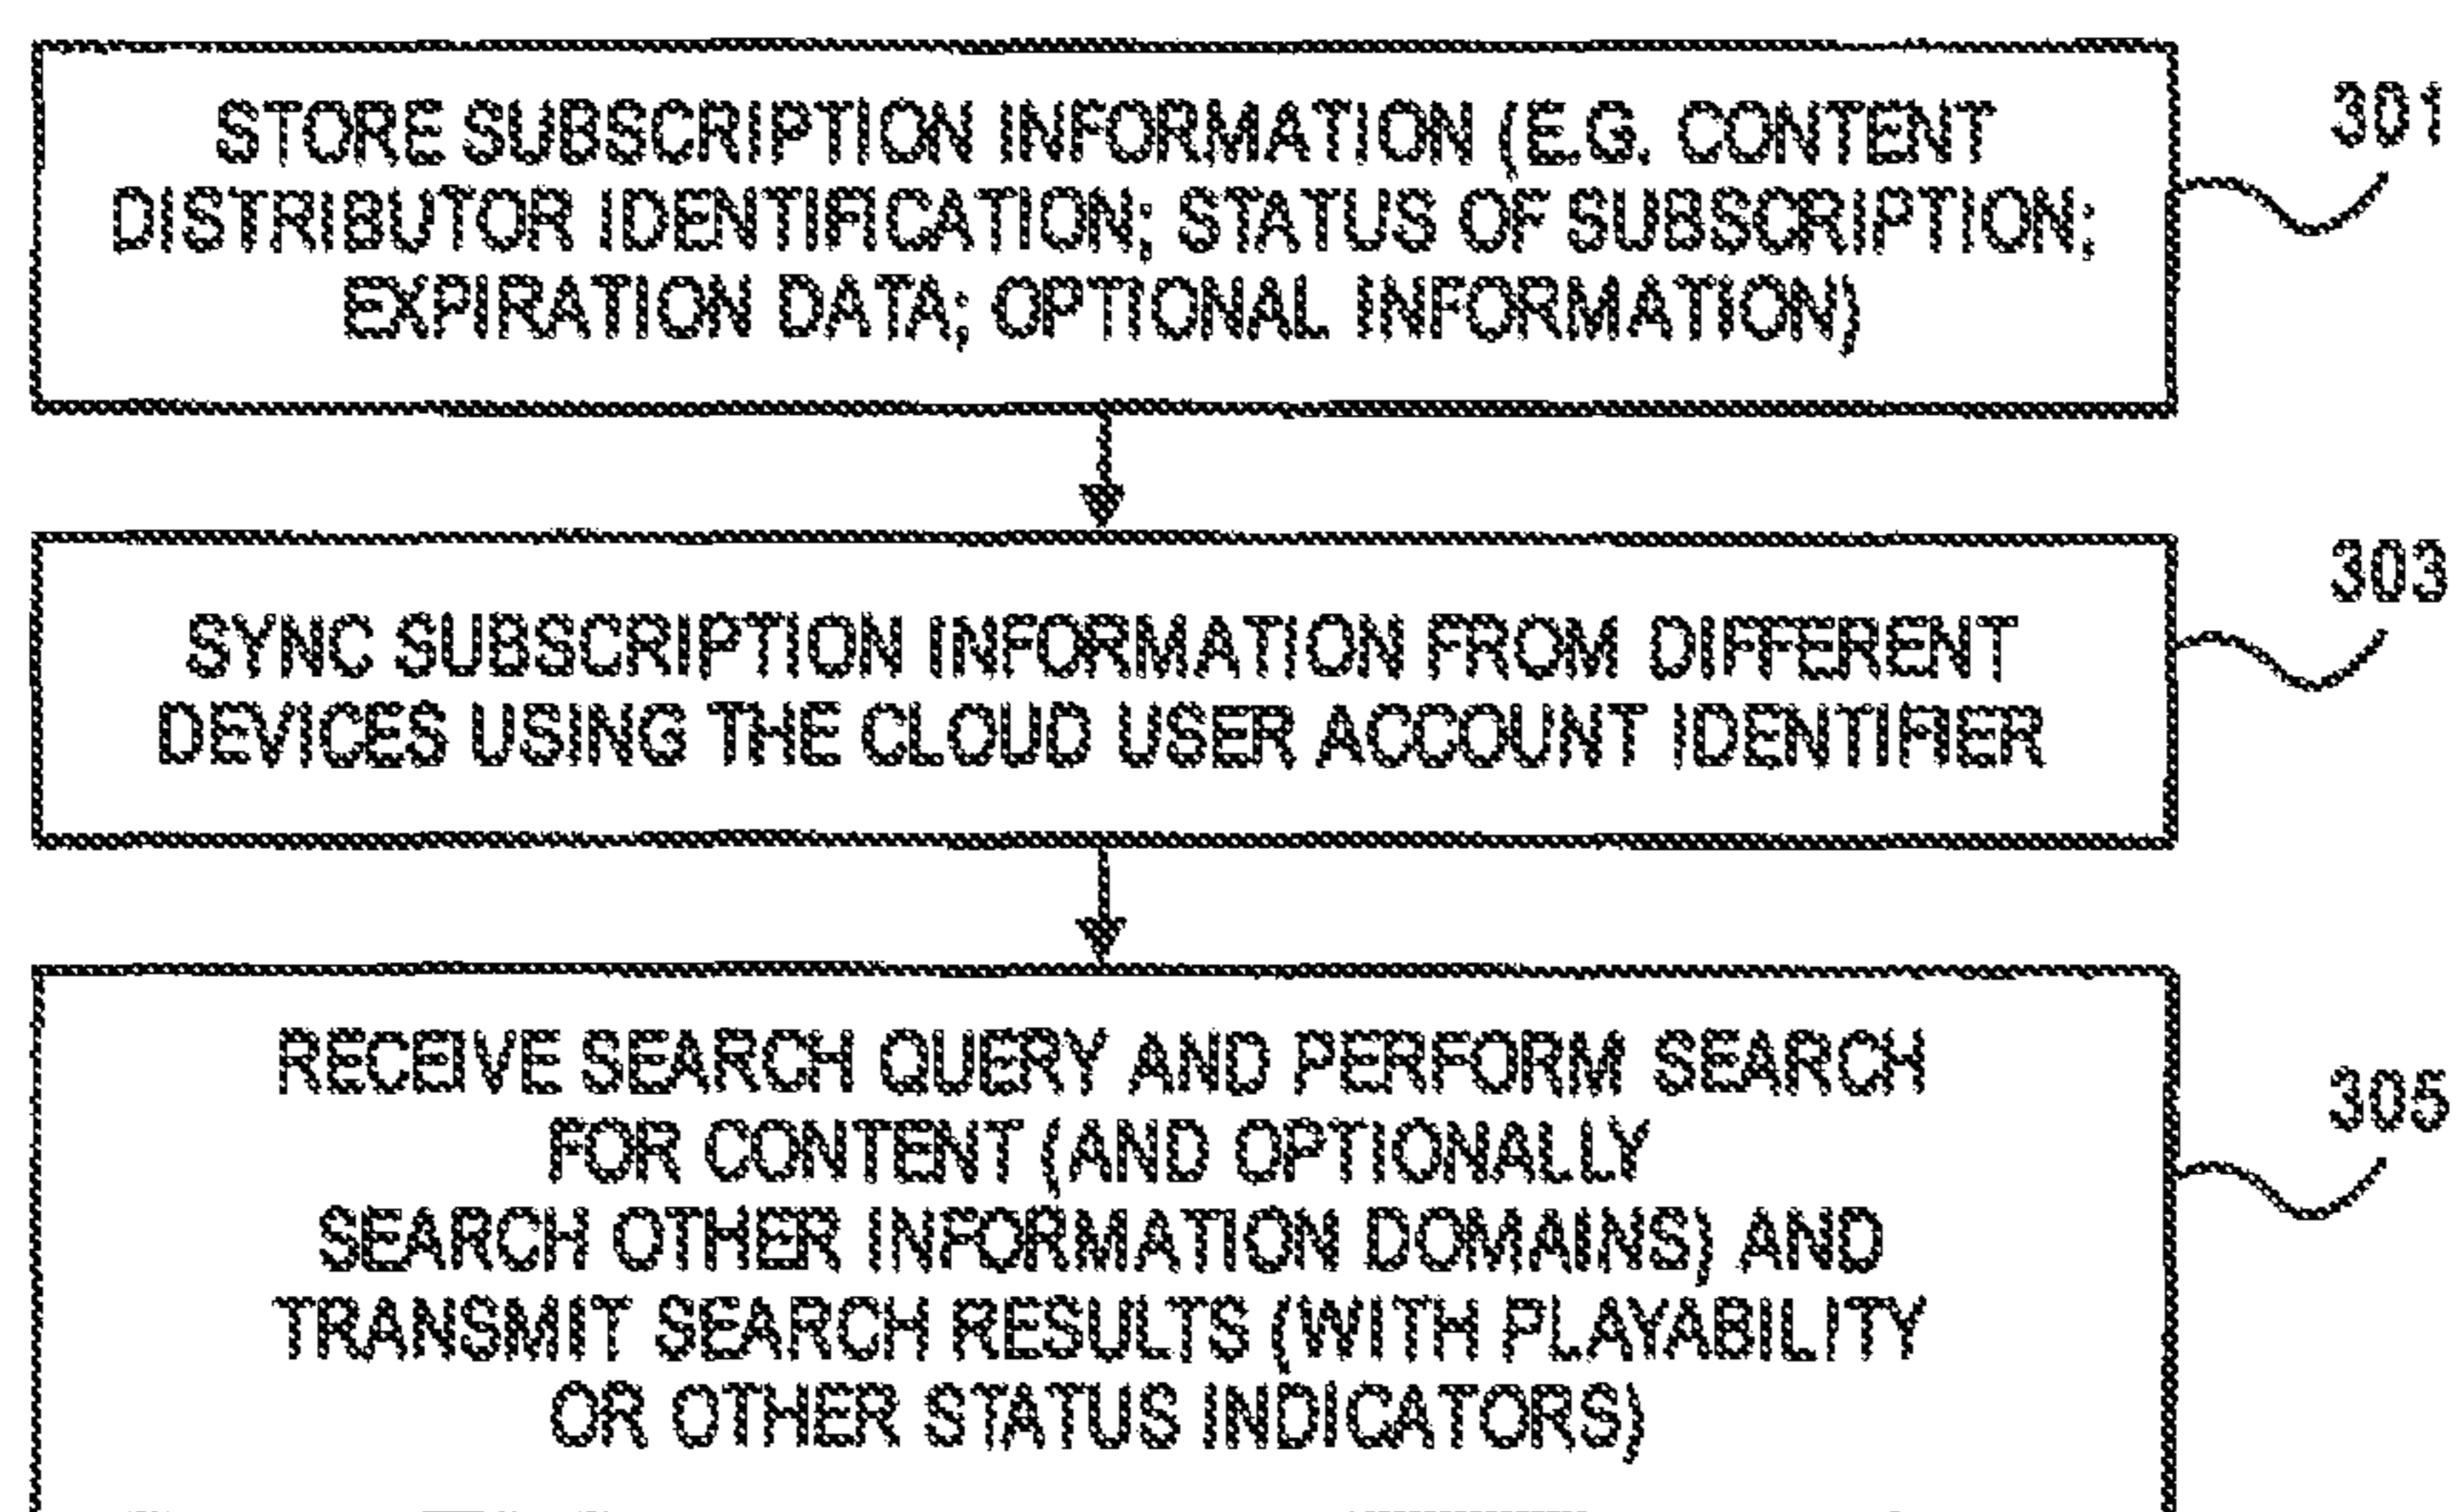 STORE SUBSCRIPTION INFORMATION (E.G. CONTENT
DISTRIBUTOR IDENTIFICATION; STATUS OF SUBSCRIPTION;
EXPIRATION DATA; OPTIONAL INFORMATION)
301
SYNC SUBSCRIPTION INFORMATION FROM DIFFERENT
DEVICES USING THE CLOUD USER ACCOUNT IDENTIFIER
303
RECEIVE SEARCH QUERY AND PERFORM SEARCH
FOR CONTENT (AND OPTIONALLY
SEARCH OTHER INFORMATION DOMAINS) AND
TRANSMIT SEARCH RESULTS (WITH PLAYABILITY
OR OTHER STATUS INDICATORS)
305